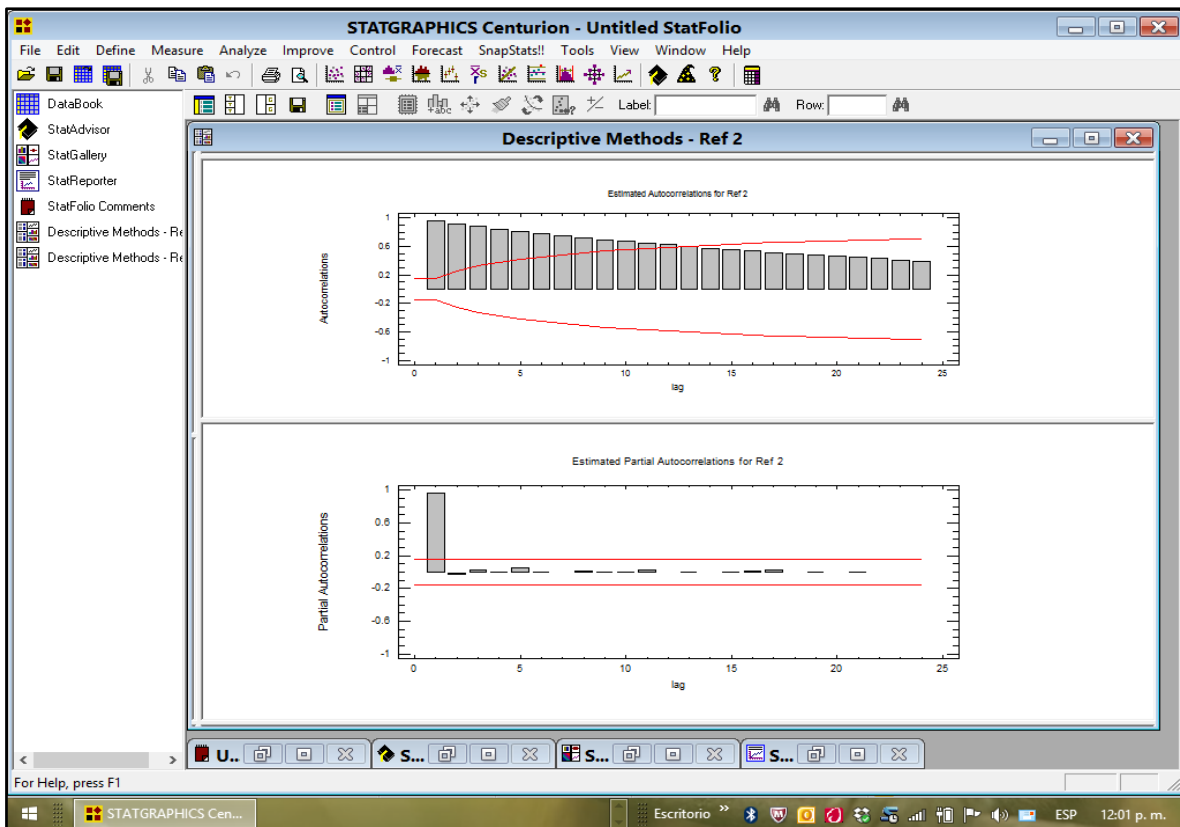 STATGRAPHICS Centurion - Untitled StatFolio
File Edit Define Measure Analyze Improve Control Forecast SnapStats!! Tools View Window Help
Label: Row:
DataBook
StatAdvisor
StatGallery
StatReporter
StatFolio Comments
Descriptive Methods - Re
Descriptive Methods - Re
Descriptive Methods - Ref 2
Estimated Autocorrelations for Ref 2
Autocorrelations
1
0.6
0.2
-0.2
-0.6
-1
0 5 10 15 20 25
lag
Estimated Partial Autocorrelations for Ref 2
Partial Autocorrelations
1
0.6
0.2
-0.2
-0.6
-1
0 5 10 15 20 25
lag
U... S... S... S...
For Help, press F1
STATGRAPHICS Cen...
Escritorio
ESP
12:01 p. m.